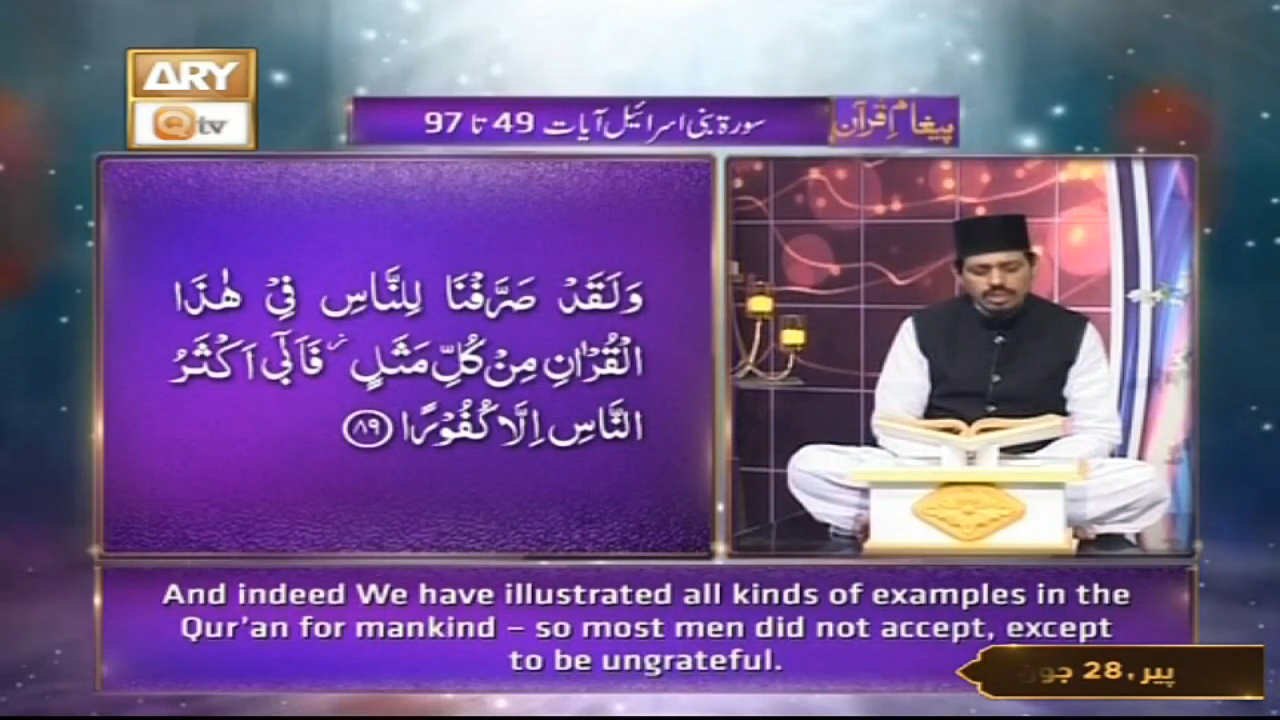 ARY
Qtv
پیغامِ قرآن
سورۃ بنی اسرائیل آیات 49 تا 97
وَلَقَدۡ صَرَّفۡنَا لِلنَّاسِ فِیۡ هٰذَا
الۡقُرۡاٰنِ مِنۡ کُلِّ مَثَلٍ ۫ فَاَبٰۤی اَکۡثَرُ
النَّاسِ اِلَّا کُفُوۡرًا ﴿۸۹﴾
And indeed We have illustrated all kinds of examples in the
Qur’an for mankind – so most men did not accept, except
to be ungrateful.
پیر، 28 جون